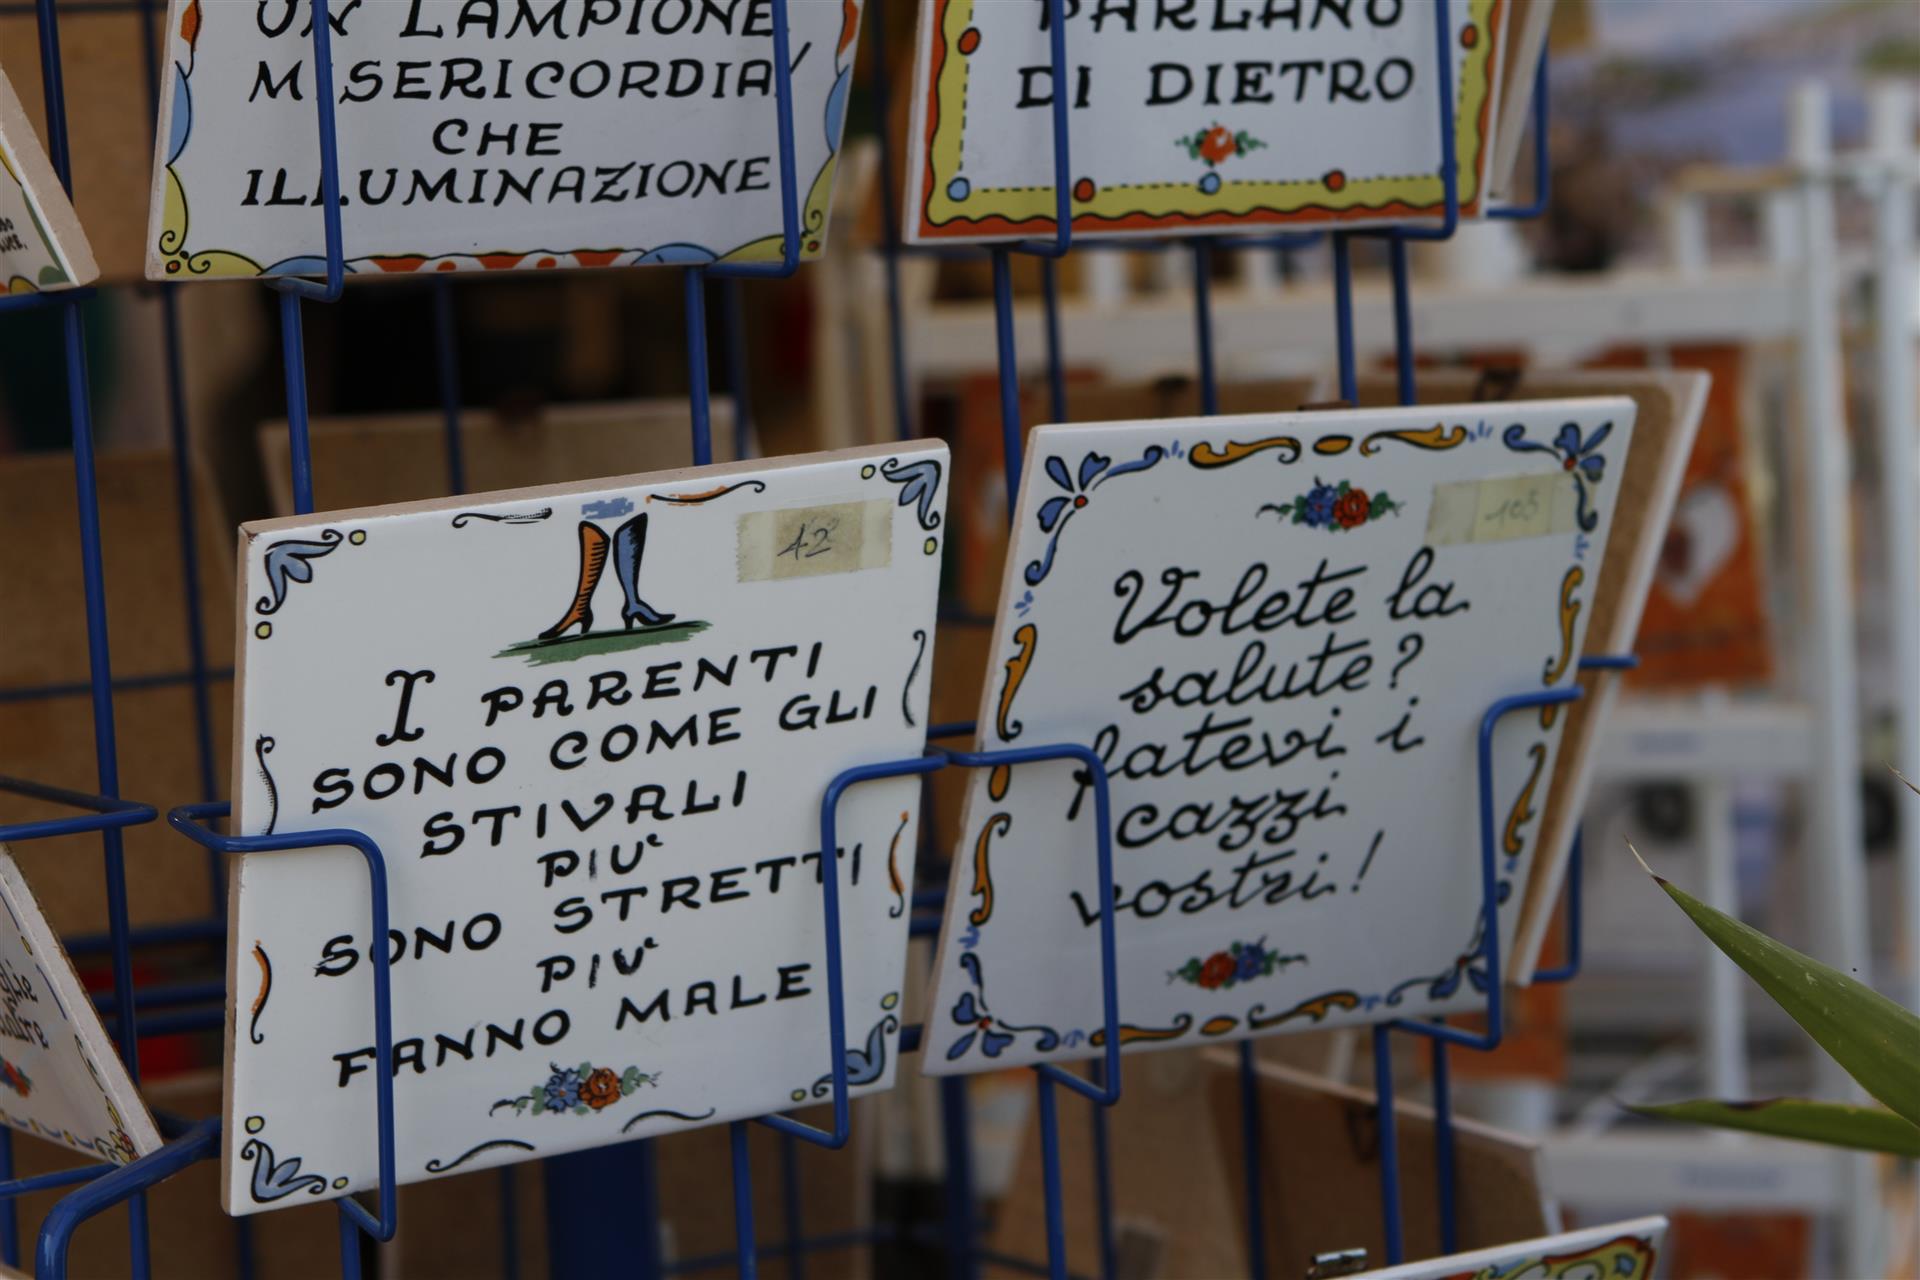 UN LAMPIONE
MISERICORDIA
CHE
ILLUMINAZIONE
PARLANO
DI DIETRO
42
I PARENTI
SONO COME GLI
STIVALI
PIU'
SONO STRETTI
PIU'
FANNO MALE
105
Volete la
salute?
fatevi i
cazzi
vostri!